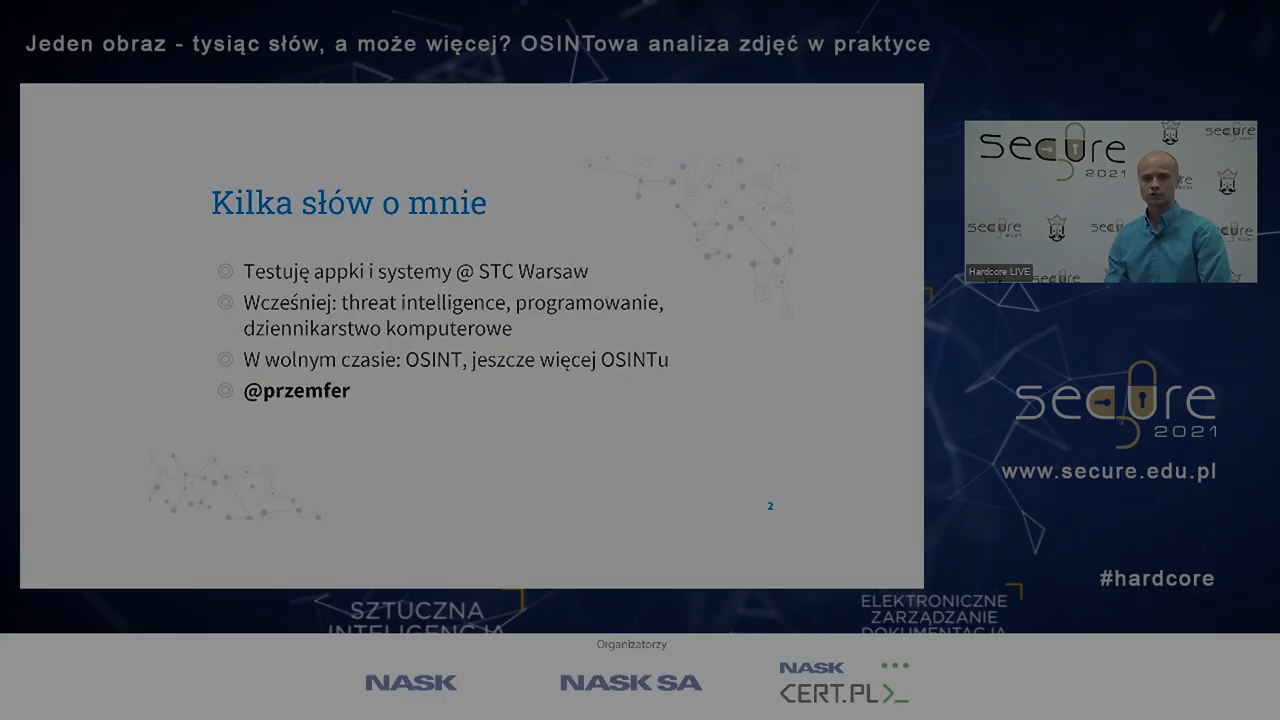 Jeden obraz - tysiąc słów, a może więcej? OSINTowa analiza zdjęć w praktyce
Kilka słów o mnie
Testuję appki i systemy @ STC Warsaw
Wcześniej: threat intelligence, programowanie,
dziennikarstwo komputerowe
W wolnym czasie: OSINT, jeszcze więcej OSINTu
@przemfer
2
secure
2021
Hardcore LIVE
secure
2021
www.secure.edu.pl
#hardcore
SZTUCZNA
INTELIGENCJA
ELEKTRONICZNE
ZARZĄDZANIE
DOKUMENTACJĄ
Organizatorzy
NASK
NASK SA
NASK
CERT.PL>_